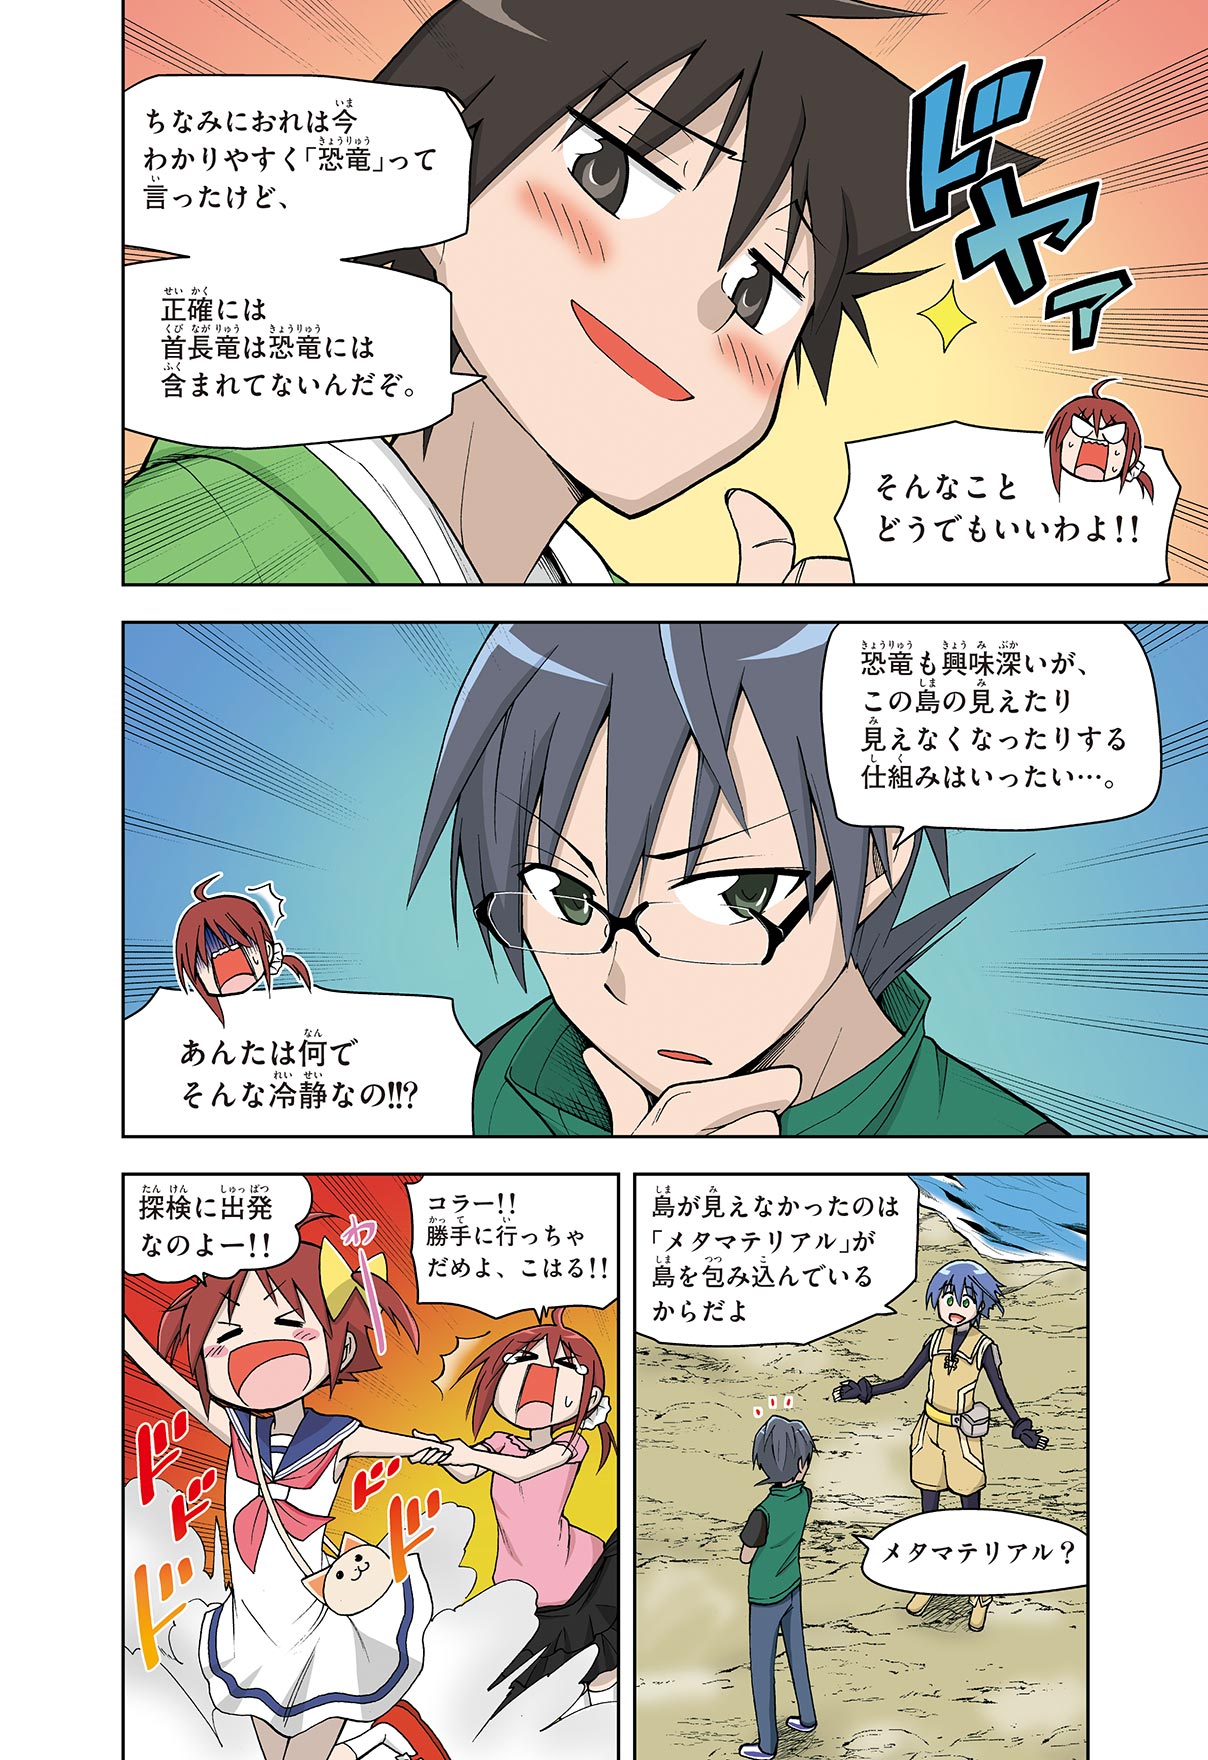 ちなみにおれは今
わかりやすく「恐竜」って
言ったけど、
正確には
首長竜は恐竜には
含まれてないんだぞ。
ドヤァ
そんなこと
どうでもいいわよ!!
恐竜も興味深いが、
この島の見えたり
見えなくなったりする
仕組みはいったい…。
あんたは何で
そんな冷静なの!!?
探検に出発
なのよー!!
わーー
コラー!!
勝手に行っちゃ
だめよ、こはる!!
ドドド
ドド
島が見えなかったのは
「メタマテリアル」が
島を包み込んでいる
からだよ
メタマテリアル?